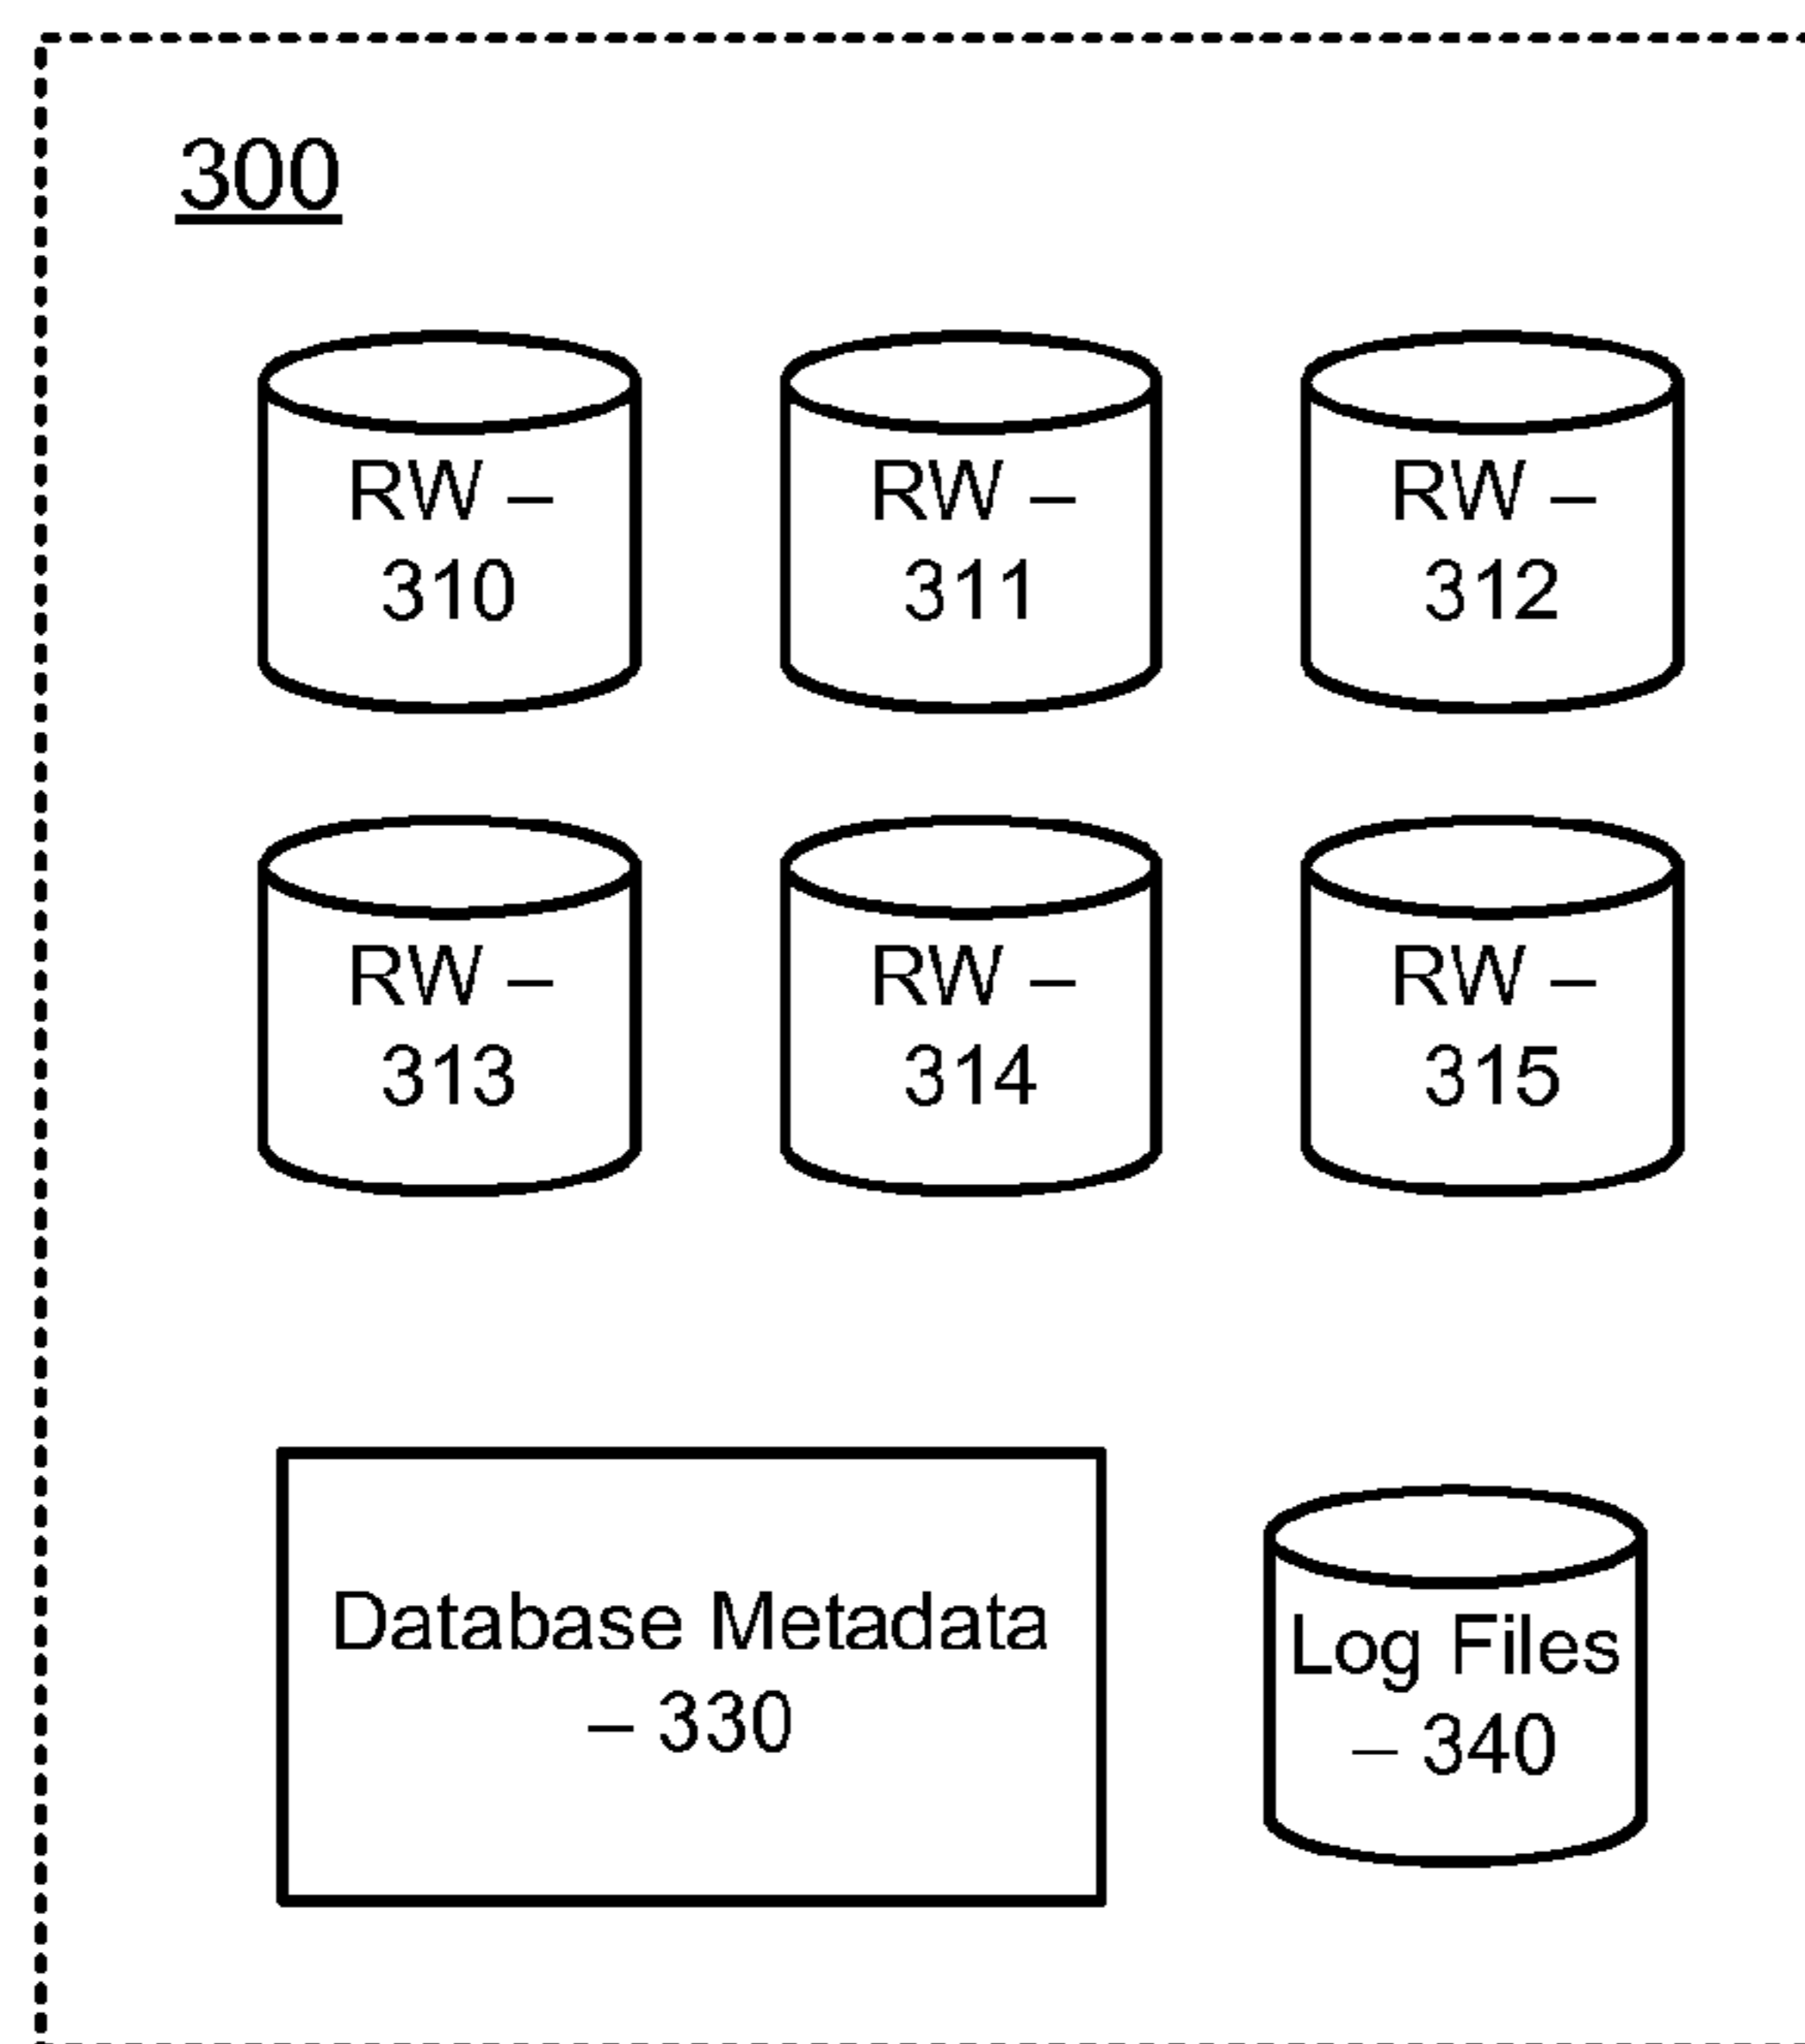 300
RW –
310
RW –
311
RW –
312
RW –
313
RW –
314
RW –
315
Database Metadata
– 330
Log Files
– 340